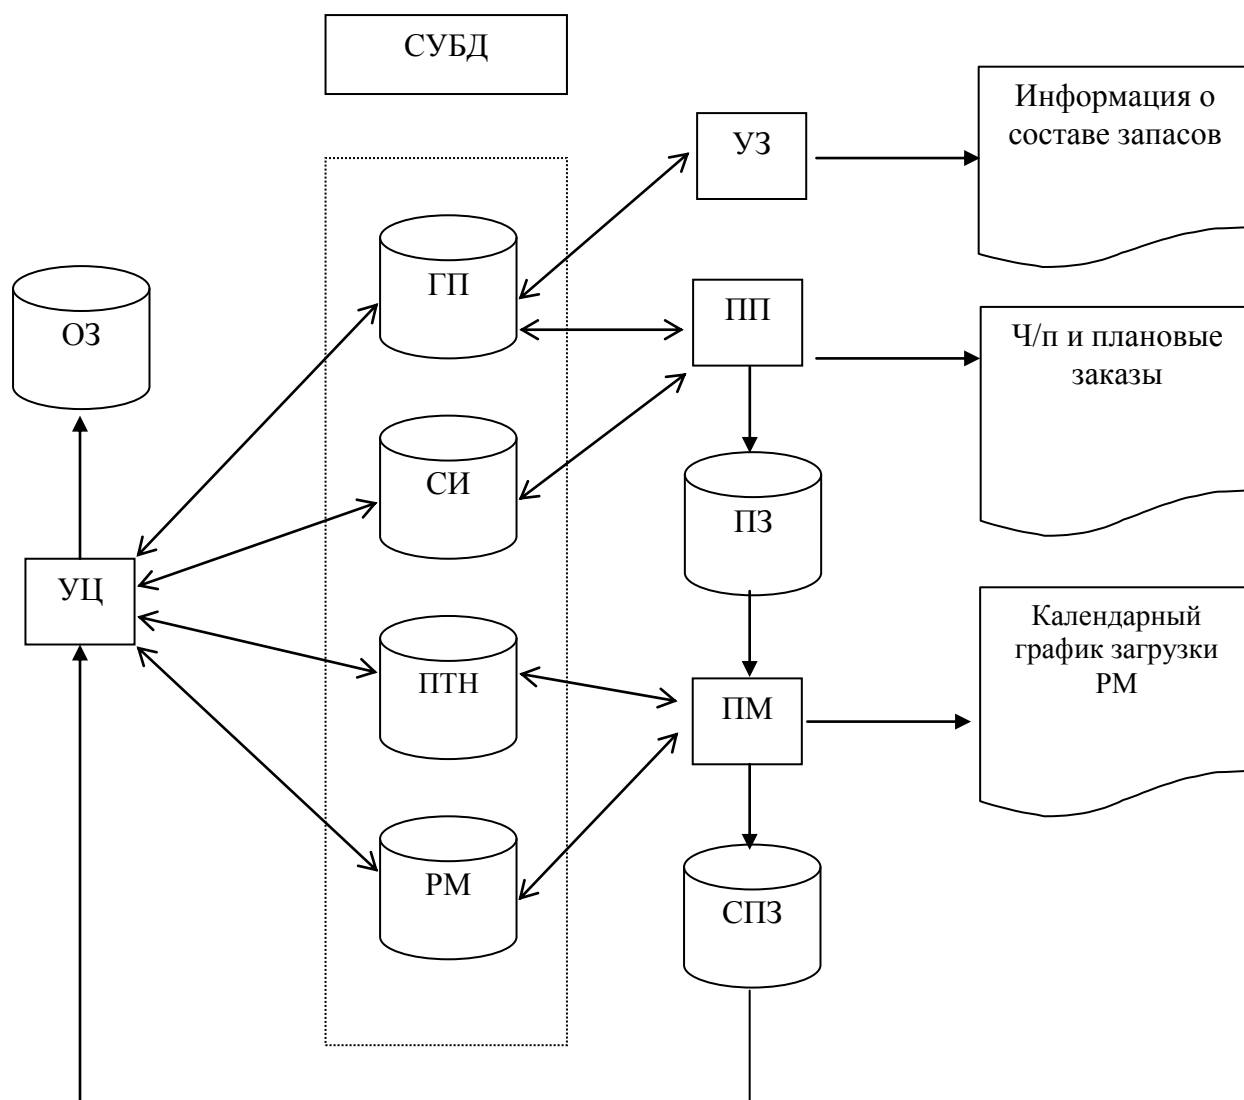 СУБД
УЗ
Информация о
составе запасов
ГП
ОЗ
ПП
Ч/п и плановые
заказы
СИ
ПЗ
УЦ
Календарный
график загрузки
РМ
ПТН
ПМ
РМ
СПЗ